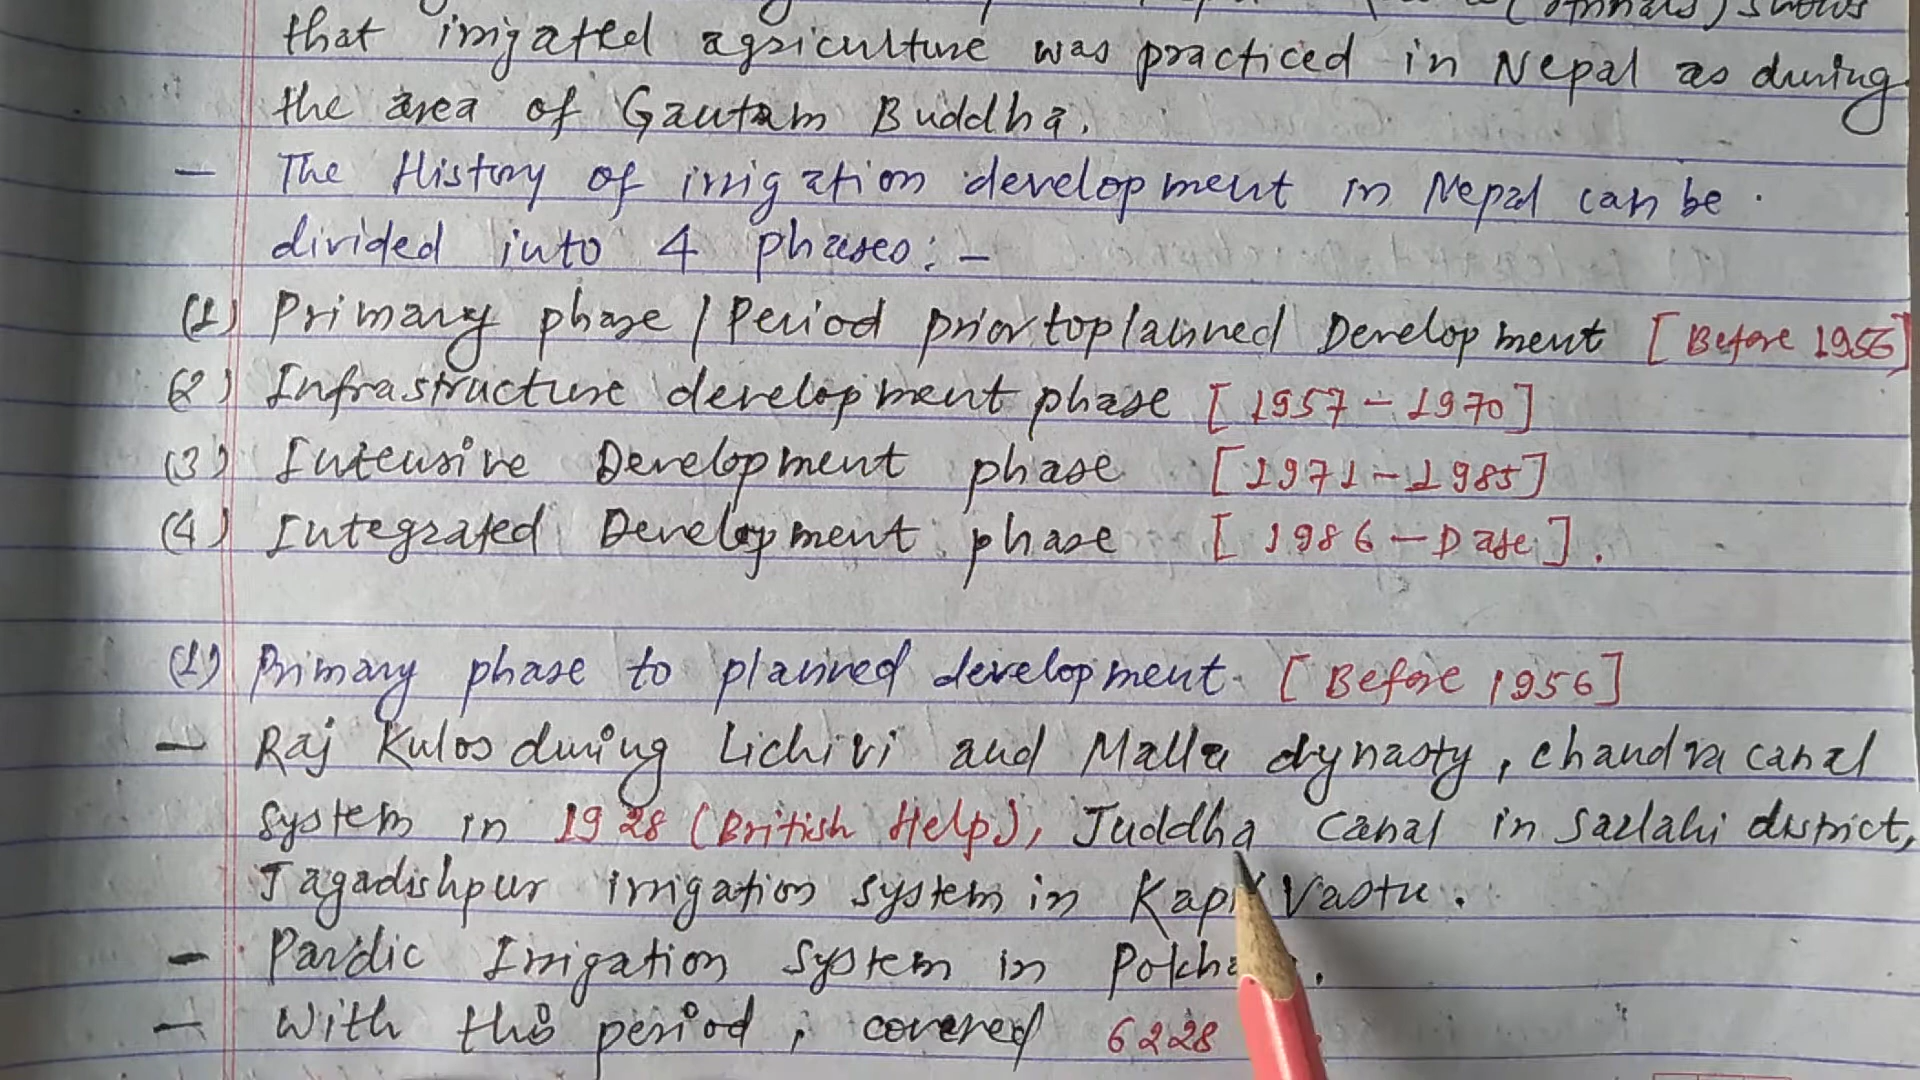 (annals) shows
that irrigated agriculture was practiced in Nepal as during
the area of Gautam Buddha.
- The History of irrigation development in Nepal can be
divided into 4 phases:-
(1) Primary phase / Period prior to planned Development [Before 1956]
(2) Infrastructure development phase [1957-1970]
(3) Intensive Development phase [1971-1985]
(4) Integrated Development phase [1986-Date].
(1) Primary phase to planned development [Before 1956]
- Raj Kulos during Lichivi and Malla dynasty, chandra canal
system in 1928 (British Help), Juddha canal in Sarlahi district,
Jagadishpur irrigation system in Kapilvastu.
- Pardic Irrigation System in
- With this period, covered 6228